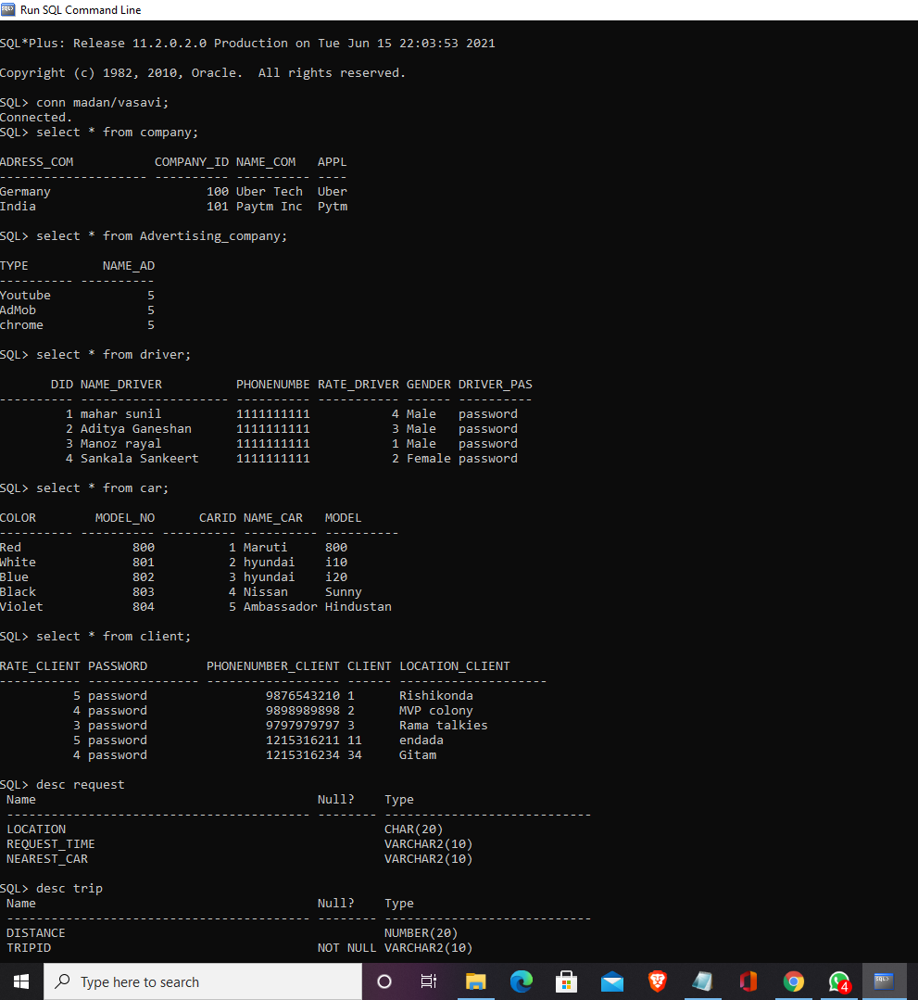 Run SQL Command Line
SQL*Plus: Release 11.2.0.2.0 Production on Tue Jun 15 22:03:53 2021
Copyright (c) 1982, 2010, Oracle.  All rights reserved.
SQL> conn madan/vasavi;
Connected.
SQL> select * from company;
ADRESS_COM           COMPANY_ID NAME_COM   APPL
-------------------- ---------- ---------- ----
Germany                     100 Uber Tech  Uber
India                       101 Paytm Inc  Pytm
SQL> select * from Advertising_company;
TYPE          NAME_AD
---------- ----------
Youtube             5
AdMob               5
chrome              5
SQL> select * from driver;
       DID NAME_DRIVER          PHONENUMBE RATE_DRIVER GENDER DRIVER_PAS
---------- -------------------- ---------- ----------- ------ ----------
         1 mahar sunil          1111111111           4 Male   password
         2 Aditya Ganeshan      1111111111           3 Male   password
         3 Manoz rayal          1111111111           1 Male   password
         4 Sankala Sankeert     1111111111           2 Female password
SQL> select * from car;
COLOR        MODEL_NO      CARID NAME_CAR   MODEL
---------- ---------- ---------- ---------- ----------
Red               800          1 Maruti     800
White             801          2 hyundai    i10
Blue              802          3 hyundai    i20
Black             803          4 Nissan     Sunny
Violet            804          5 Ambassador Hindustan
SQL> select * from client;
RATE_CLIENT PASSWORD        PHONENUMBER_CLIENT CLIENT LOCATION_CLIENT
----------- --------------- ------------------ ------ --------------------
          5 password                9876543210 1      Rishikonda
          4 password                9898989898 2      MVP colony
          3 password                9797979797 3      Rama talkies
          5 password                1215316211 11     endada
          4 password                1215316234 34     Gitam
SQL> desc request
 Name                                      Null?    Type
 ----------------------------------------- -------- ----------------------------
 LOCATION                                           CHAR(20)
 REQUEST_TIME                                       VARCHAR2(10)
 NEAREST_CAR                                        VARCHAR2(10)
SQL> desc trip
 Name                                      Null?    Type
 ----------------------------------------- -------- ----------------------------
 DISTANCE                                           NUMBER(20)
 TRIPID                                    NOT NULL VARCHAR2(10)
Type here to search
4
SQL>